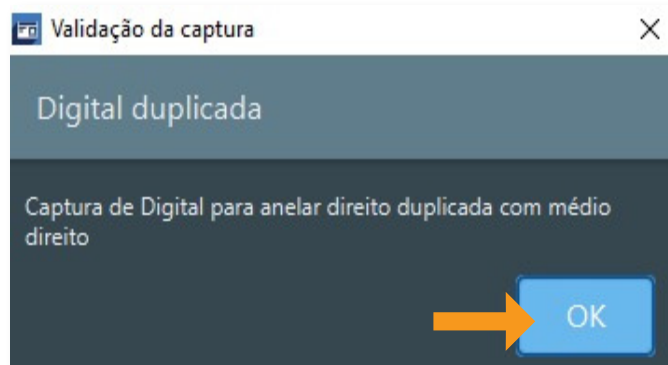 Validação da captura
Digital duplicada
Captura de Digital para anelar direito duplicada com médio
direito
OK